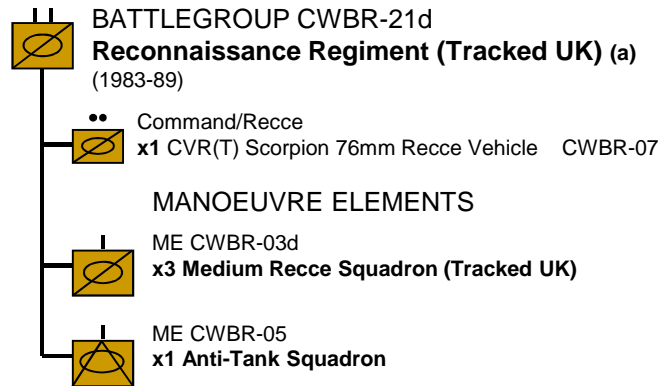 BATTLEGROUP CWBR-21d
Reconnaissance Regiment (Tracked UK) (a)
(1983-89)
Command/Recce
x1 CVR(T) Scorpion 76mm Recce Vehicle CWBR-07
MANOEUVRE ELEMENTS
ME CWBR-03d
x3 Medium Recce Squadron (Tracked UK)
ME CWBR-05
x1 Anti-Tank Squadron